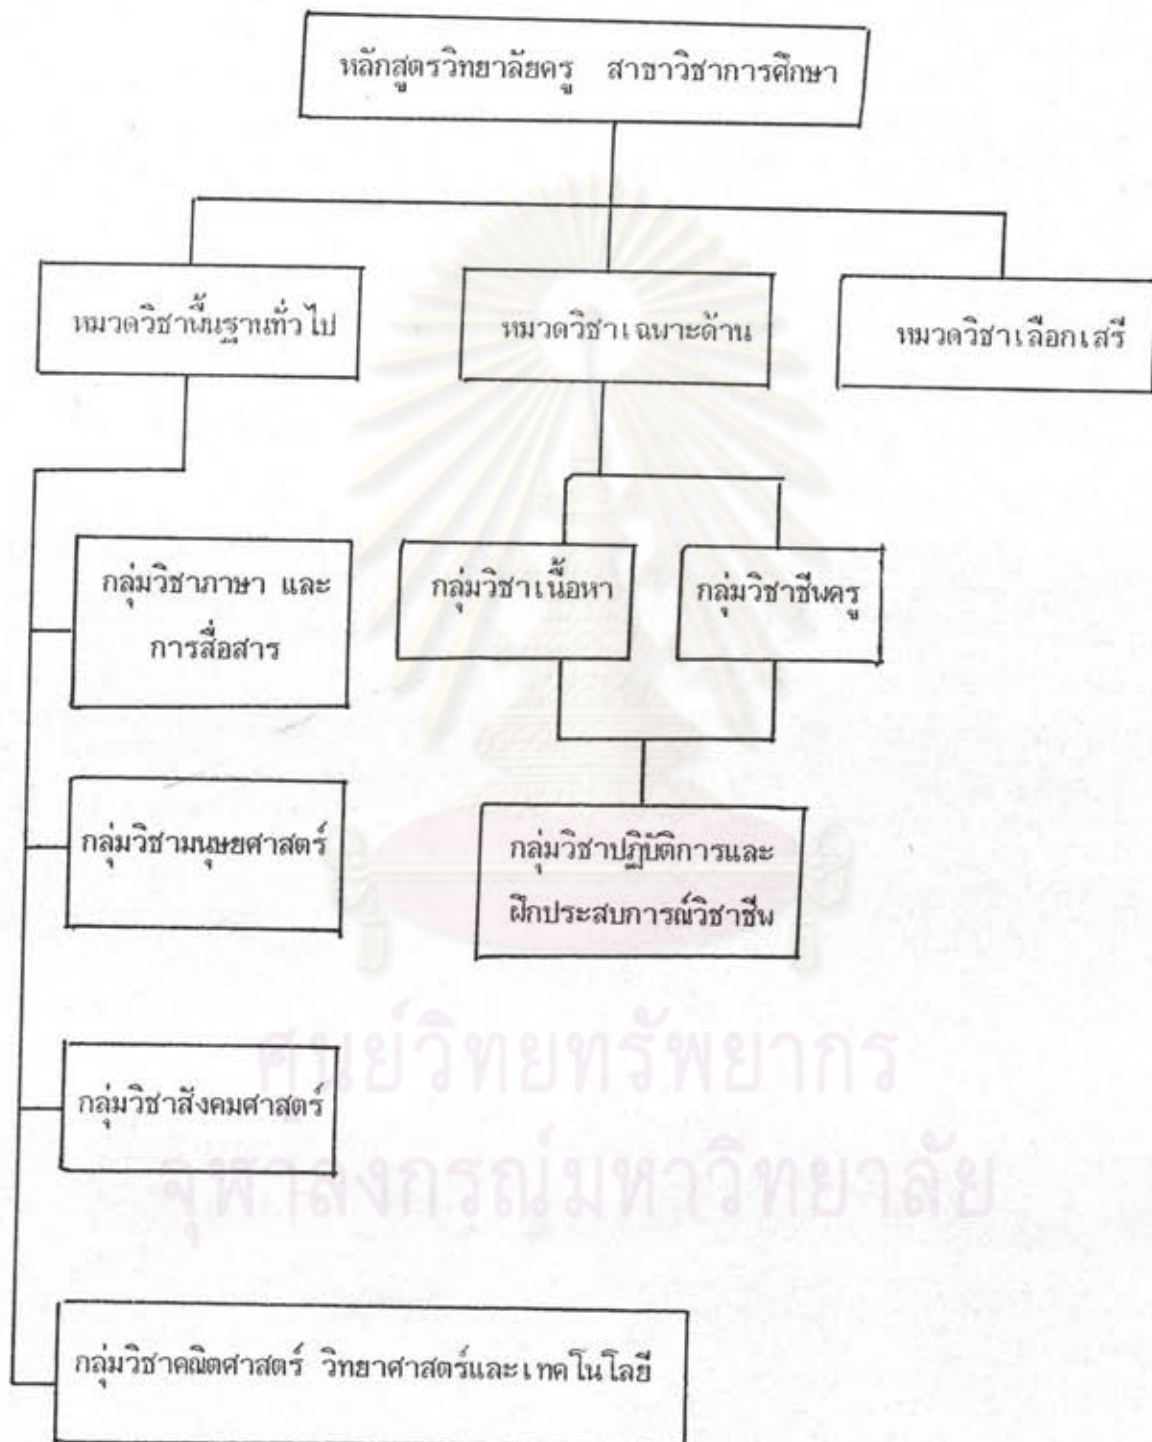 หลักสูตรวิทยาลัยครู สาขาวิชาการศึกษา
หมวดวิชาพื้นฐานทั่วไป
หมวดวิชาเฉพาะด้าน
หมวดวิชาเลือกเสรี
กลุ่มวิชาภาษา และ
การสื่อสาร
กลุ่มวิชาเนื้อหา
กลุ่มวิชาชีพครู
กลุ่มวิชามนุษยศาสตร์
กลุ่มวิชาปฏิบัติการและ
ฝึกประสบการณ์วิชาชีพ
กลุ่มวิชาสังคมศาสตร์
กลุ่มวิชาคณิตศาสตร์ วิทยาศาสตร์และเทคโนโลยี
ศูนย์วิทยทรัพยากร
จุฬาลงกรณ์มหาวิทยาลัย